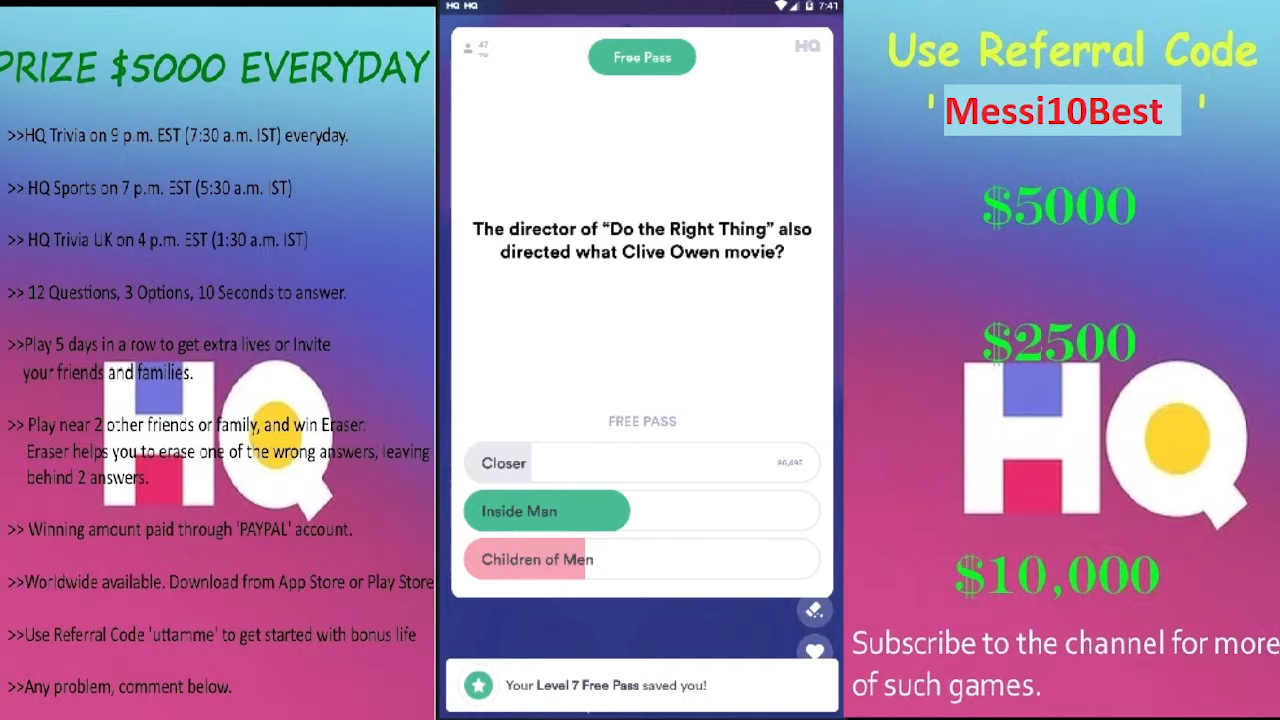 PRIZE $5000 EVERYDAY
>>HQ Trivia on 9 p.m. EST (7:30 a.m. IST) everyday.
>> HQ Sports on 7 p.m. EST (5:30 a.m. IST)
>> HQ Trivia UK on 4 p.m. EST (1:30 a.m. IST)
>> 12 Questions, 3 Options, 10 Seconds to answer.
>>Play 5 days in a row to get extra lives or Invite
your friends and families.
>> Play near 2 other friends or family, and win Eraser.
Eraser helps you to erase one of the wrong answers, leaving
behind 2 answers.
>> Winning amount paid through 'PAYPAL' account.
>>Worldwide available. Download from App Store or Play Store
>>Use Referral Code 'uttamme' to get started with bonus life
>>Any problem, comment below.
HQ
HQ HQ
7:41
47
Free Pass
HQ
The director of “Do the Right Thing” also
directed what Clive Owen movie?
FREE PASS
Closer
Inside Man
Children of Men
Your Level 7 Free Pass saved you!
Use Referral Code
' Messi10Best '
$5000
$2500
HQ
$10,000
Subscribe to the channel for more
of such games.